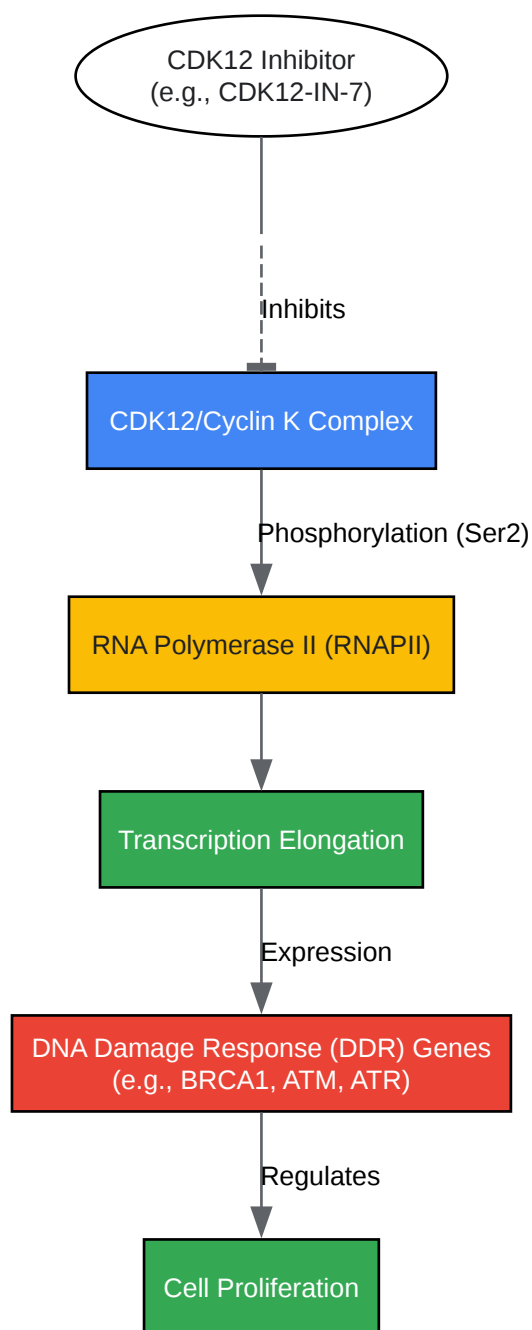 CDK12 Inhibitor
(e.g., CDK12-IN-7)
Inhibits
CDK12/Cyclin K Complex
Phosphorylation (Ser2)
RNA Polymerase II (RNAPII)
Transcription Elongation
Expression
DNA Damage Response (DDR) Genes
(e.g., BRCA1, ATM, ATR)
Regulates
Cell Proliferation